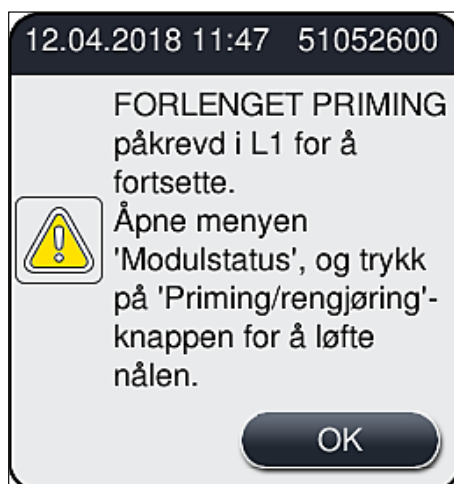 12.04.2018 11:47 51052600
FORLENGET PRIMING
påkrevd i L1 for å
fortsette.
Åpne menyen
'Modulstatus', og trykk
på 'Priming/rengjøring'-
knappen for å løfte
nålen.
OK